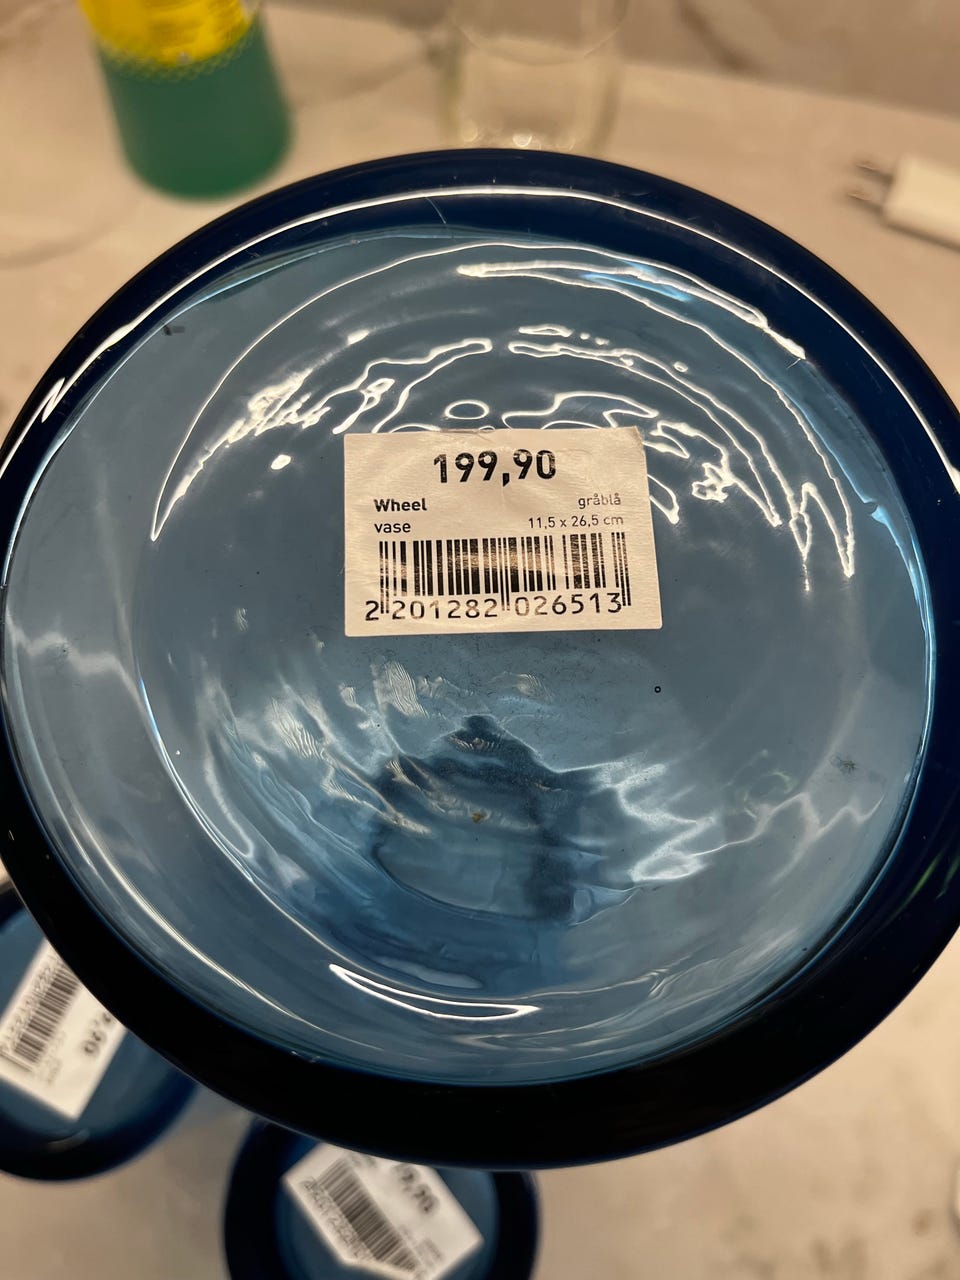 199,90
Wheel gråblå
vase 11,5 x 26,5 cm
2 201282 026513